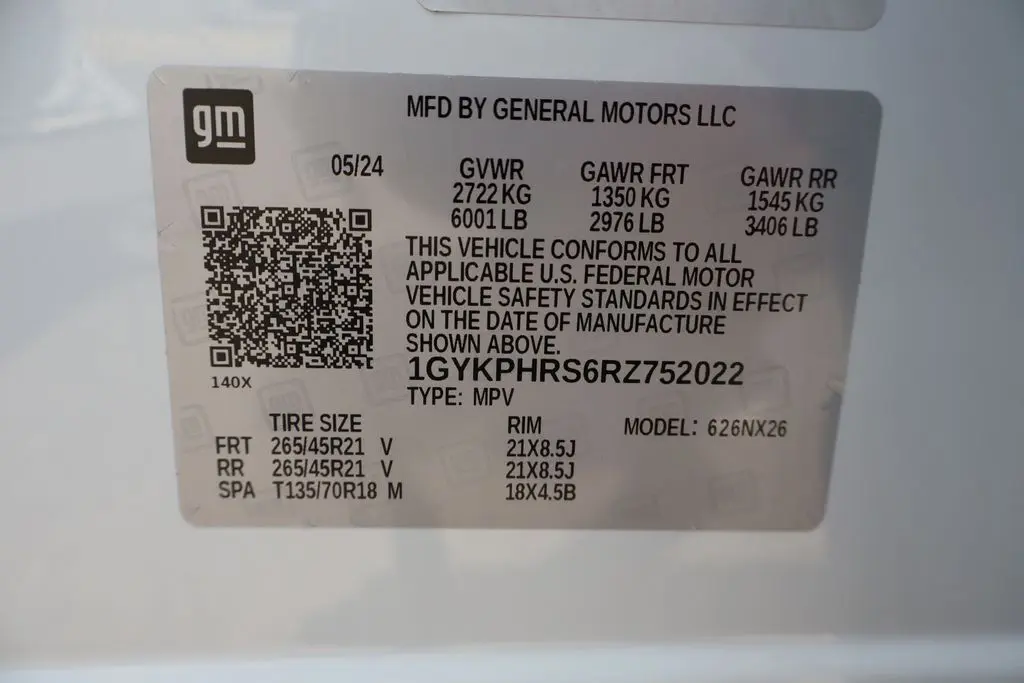 gm
MFD BY GENERAL MOTORS LLC
05/24 GVWR GAWR FRT GAWR RR
2722 KG 1350 KG 1545 KG
6001 LB 2976 LB 3406 LB
THIS VEHICLE CONFORMS TO ALL
APPLICABLE U.S. FEDERAL MOTOR
VEHICLE SAFETY STANDARDS IN EFFECT
ON THE DATE OF MANUFACTURE
SHOWN ABOVE.
1GYKPHRS6RZ752022
140X
TYPE: MPV
TIRE SIZE RIM MODEL: 626NX26
FRT 265/45R21 V 21X8.5J
RR 265/45R21 V 21X8.5J
SPA T135/70R18 M 18X4.5B